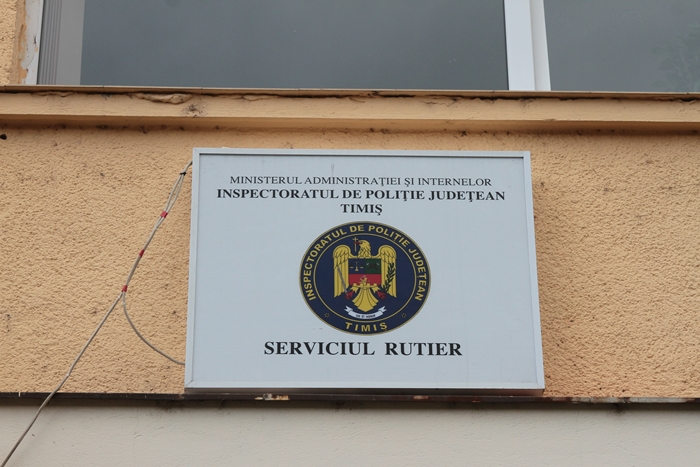 MINISTERUL ADMINISTRAŢIEI ŞI INTERNELOR
INSPECTORATUL DE POLIŢIE JUDEŢEAN
TIMIŞ
INSPECTORATUL DE POLIŢIE JUDEŢEAN
TIMIŞ
SERVICIUL RUTIER